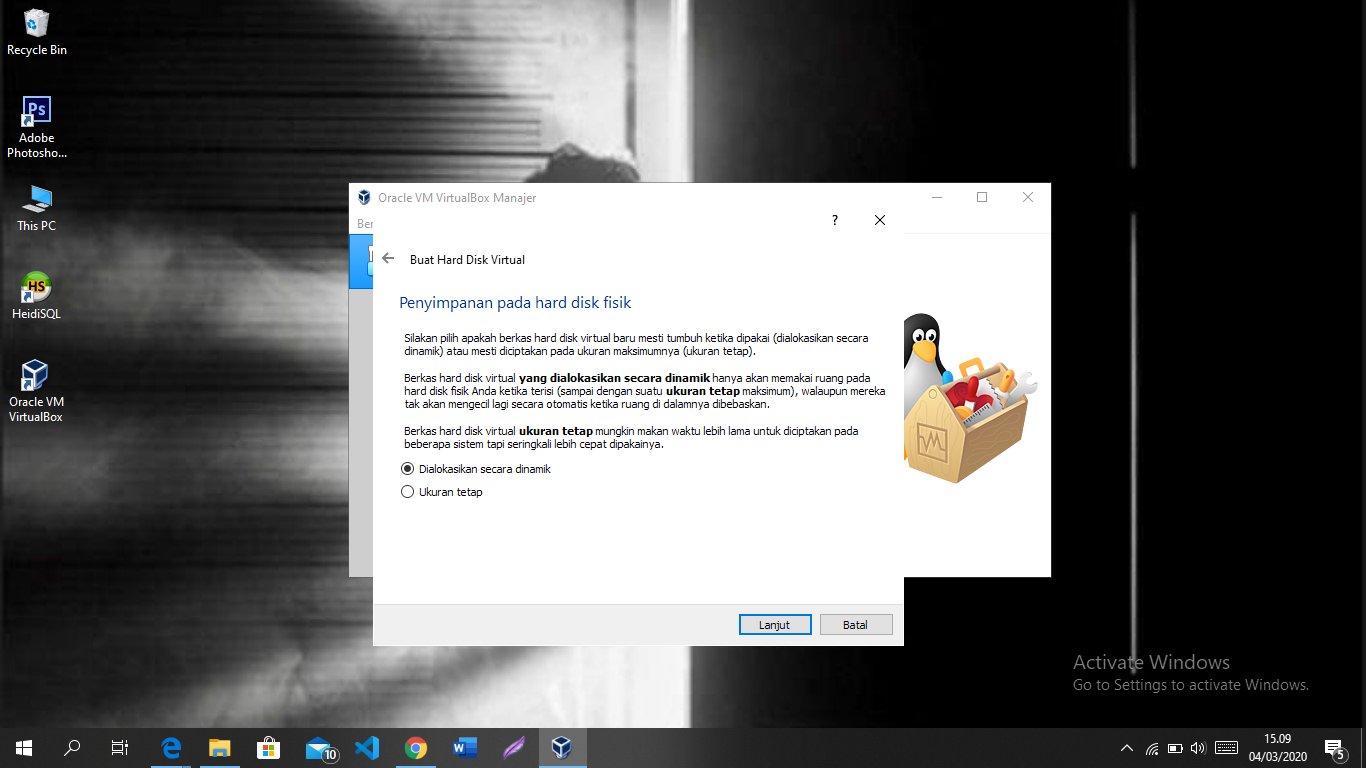 Recycle Bin
Adobe
Photosho...
This PC
HeidiSQL
Oracle VM
VirtualBox
Oracle VM VirtualBox Manajer
Ber
?
Buat Hard Disk Virtual
Penyimpanan pada hard disk fisik
Silakan pilih apakah berkas hard disk virtual baru mesti tumbuh ketika dipakai (dialokasikan secara
dinamik) atau mesti diciptakan pada ukuran maksimumnya (ukuran tetap).
Berkas hard disk virtual yang dialokasikan secara dinamik hanya akan memakai ruang pada
hard disk fisik Anda ketika terisi (sampai dengan suatu ukuran tetap maksimum), walaupun mereka
tak akan mengecil lagi secara otomatis ketika ruang di dalamnya dibebaskan.
Berkas hard disk virtual ukuran tetap mungkin makan waktu lebih lama untuk diciptakan pada
beberapa sistem tapi seringkali lebih cepat dipakainya.
Dialokasikan secara dinamik
Ukuran tetap
Lanjut Batal
Activate Windows
Go to Settings to activate Windows.
10
15.09
04/03/2020
5
Ps
HS